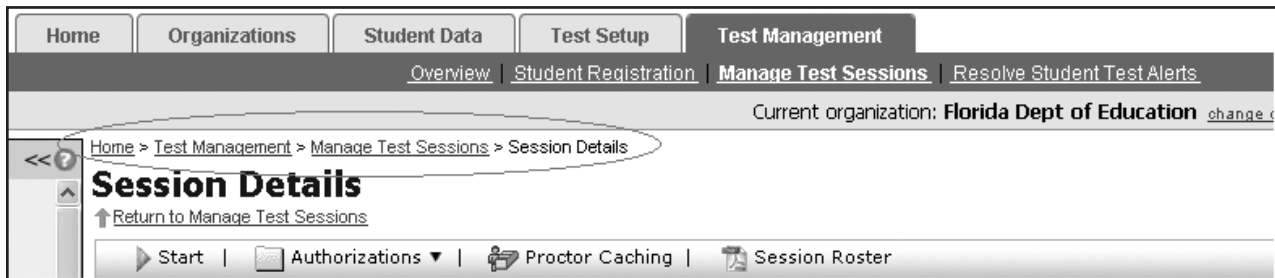 Home Organizations Student Data Test Setup Test Management
Overview | Student Registration | Manage Test Sessions | Resolve Student Test Alerts
Current organization: Florida Dept of Education change
<< ? Home > Test Management > Manage Test Sessions > Session Details
Session Details
Return to Manage Test Sessions
Start | Authorizations ▼ | Proctor Caching | Session Roster